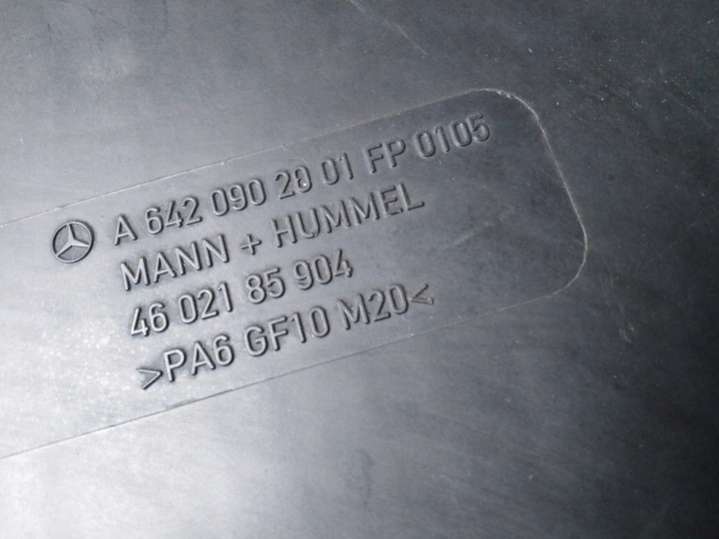 A 642 090 28 01 FP 0105
MANN + HUMMEL
46 021 85 904
>PA6 GF10 M20<